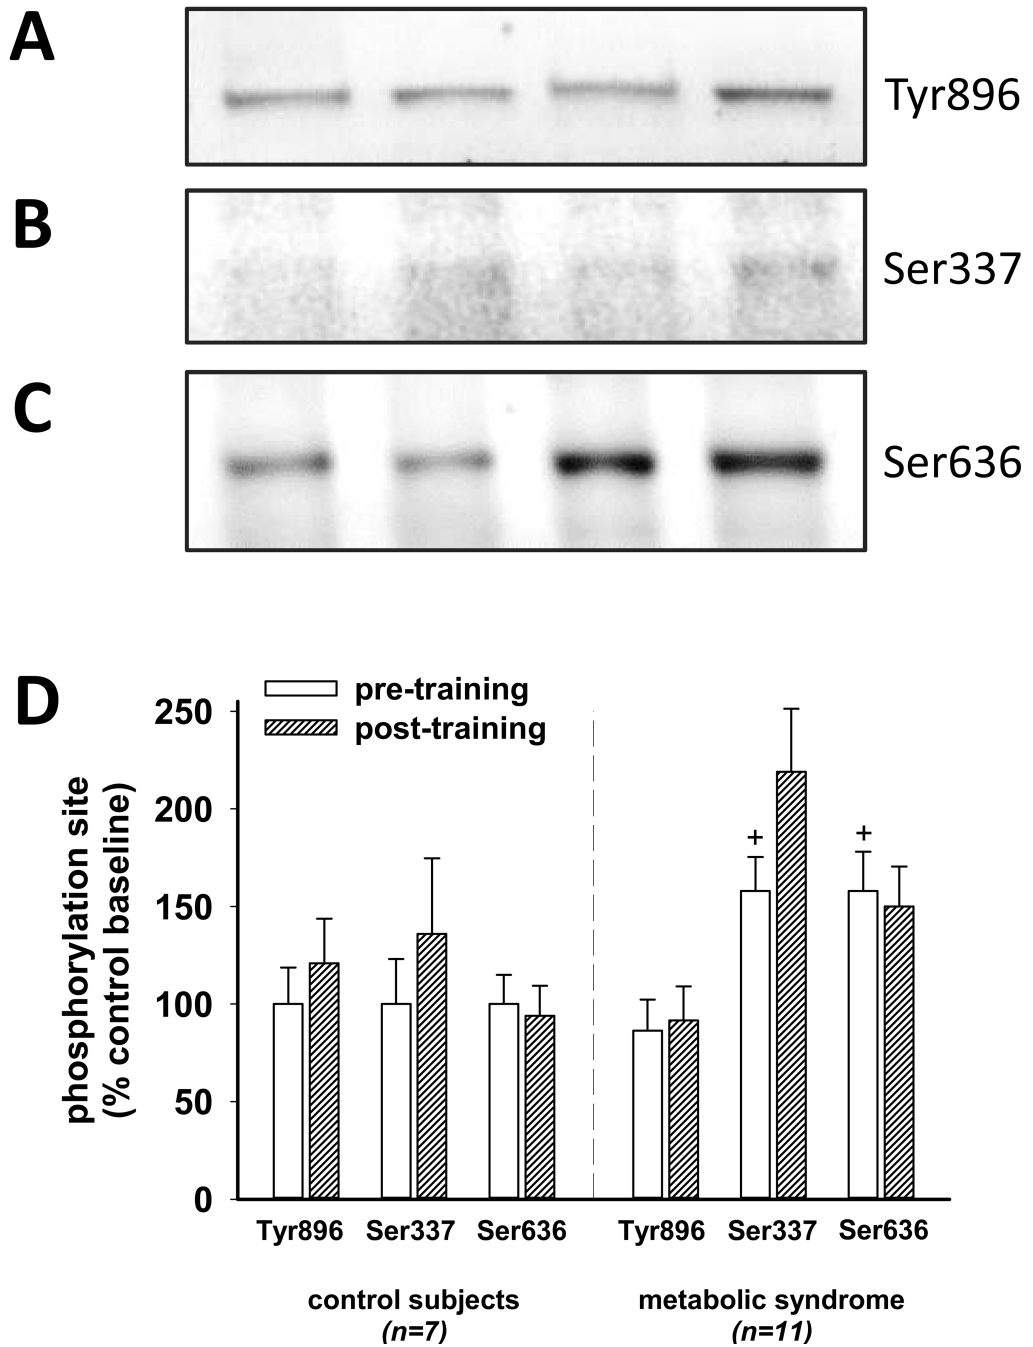 A
Tyr896
B
Ser337
C
Ser636
D
pre-training
post-training
phosphorylation site
(% control baseline)
250
200
150
100
50
0
+
+
Tyr896 Ser337 Ser636 Tyr896 Ser337 Ser636
control subjects metabolic syndrome
(n=7) (n=11)